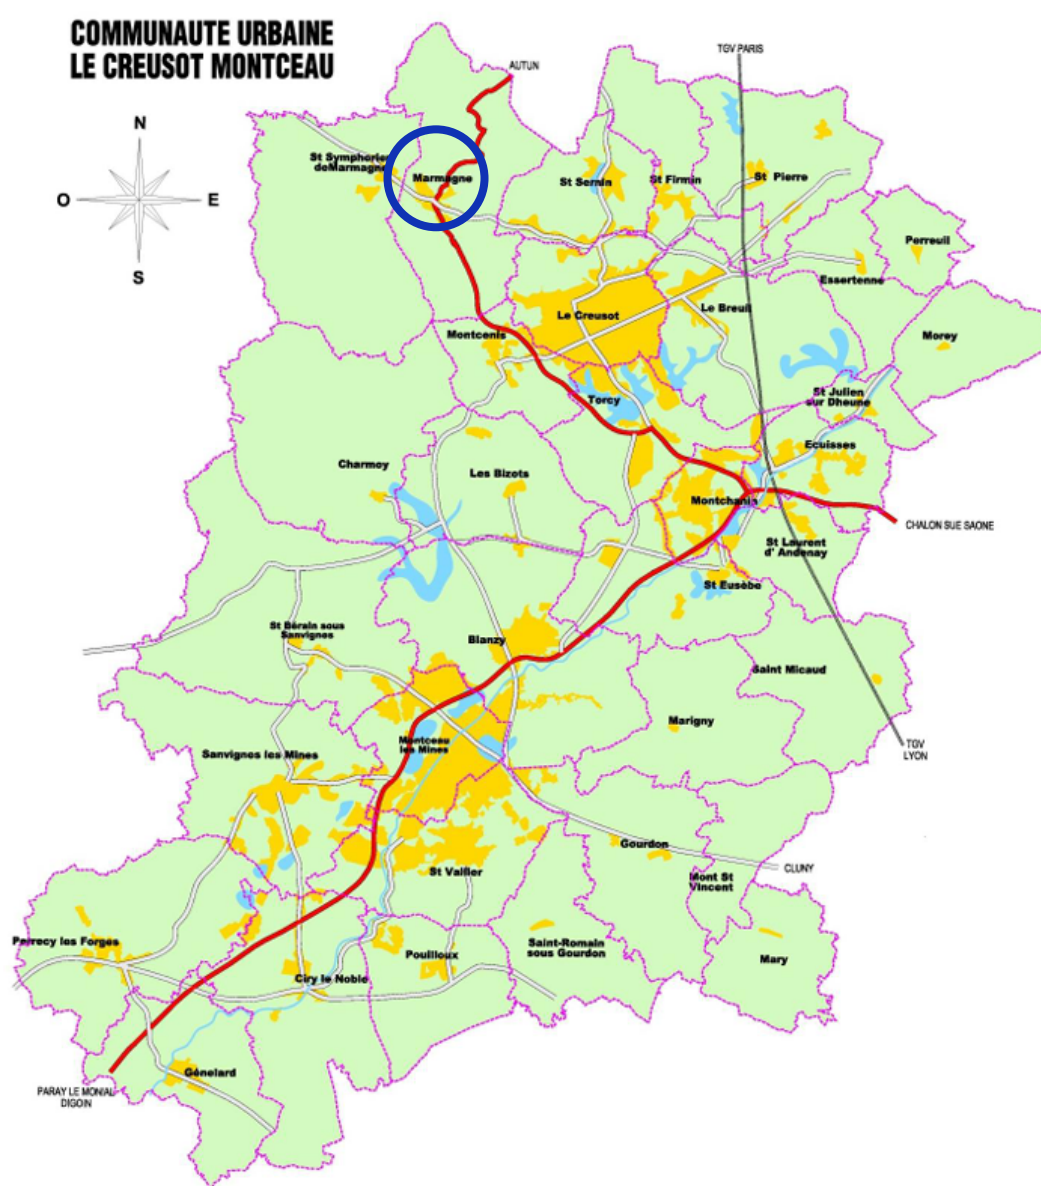 COMMUNAUTE URBAINE
LE CREUSOT MONTCEAU
TGV PARIS
AUTUN
N
O
E
S
St Symphorien
deMarmagne
Marmagne
St Sernin
St Firmin
St Pierre
Perreuil
Essertenne
Le Creusot
Le Breuil
Montcenis
Morey
St Julien
sur Dheune
Torcy
Ecuisses
Charmoy
Les Bizots
Montchanin
CHALON SUE SAONE
St Laurent
d' Andenay
St Eusèbe
St Bérain sous
Sanvignes
Blanzy
Saint Micaud
Marigny
Montceau
les Mines
Sanvignes les Mines
TGV
LYON
Gourdon
CLUNY
St Vallier
Mont St
Vincent
Perrecy les Forges
Saint-Romain
sous Gourdon
Pouilloux
Mary
Ciry le Noble
Génelard
PARAY LE MONIAL
DIGOIN